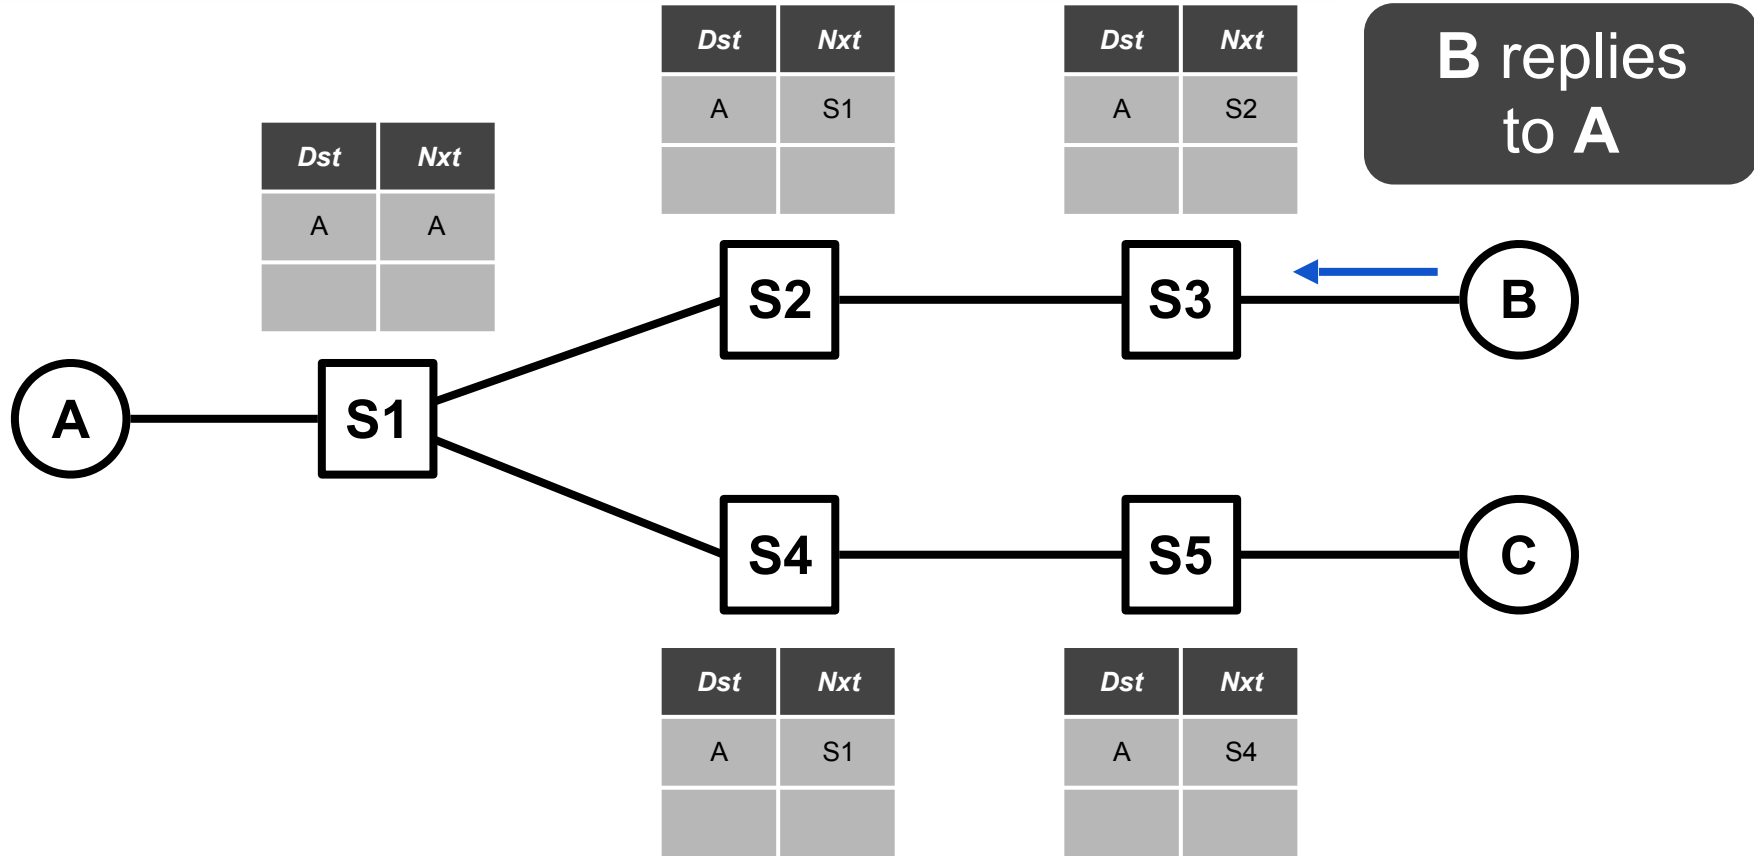 Dst Nxt
A S1
Dst Nxt
A S2
B replies
to A
Dst Nxt
A A
S2
S3
B
A
S1
S4
S5
C
Dst Nxt
A S1
Dst Nxt
A S4